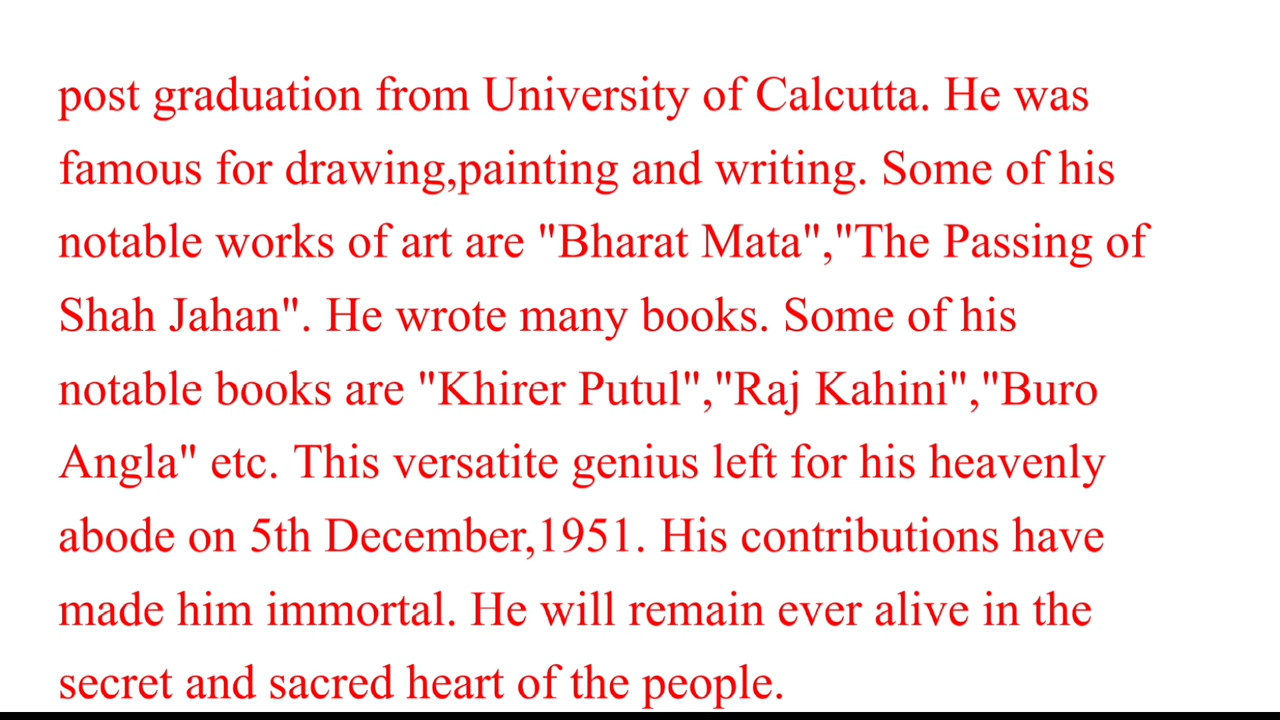 post graduation from University of Calcutta. He was
famous for drawing,painting and writing. Some of his
notable works of art are "Bharat Mata","The Passing of
Shah Jahan". He wrote many books. Some of his
notable books are "Khirer Putul","Raj Kahini","Buro
Angla" etc. This versatite genius left for his heavenly
abode on 5th December,1951. His contributions have
made him immortal. He will remain ever alive in the
secret and sacred heart of the people.